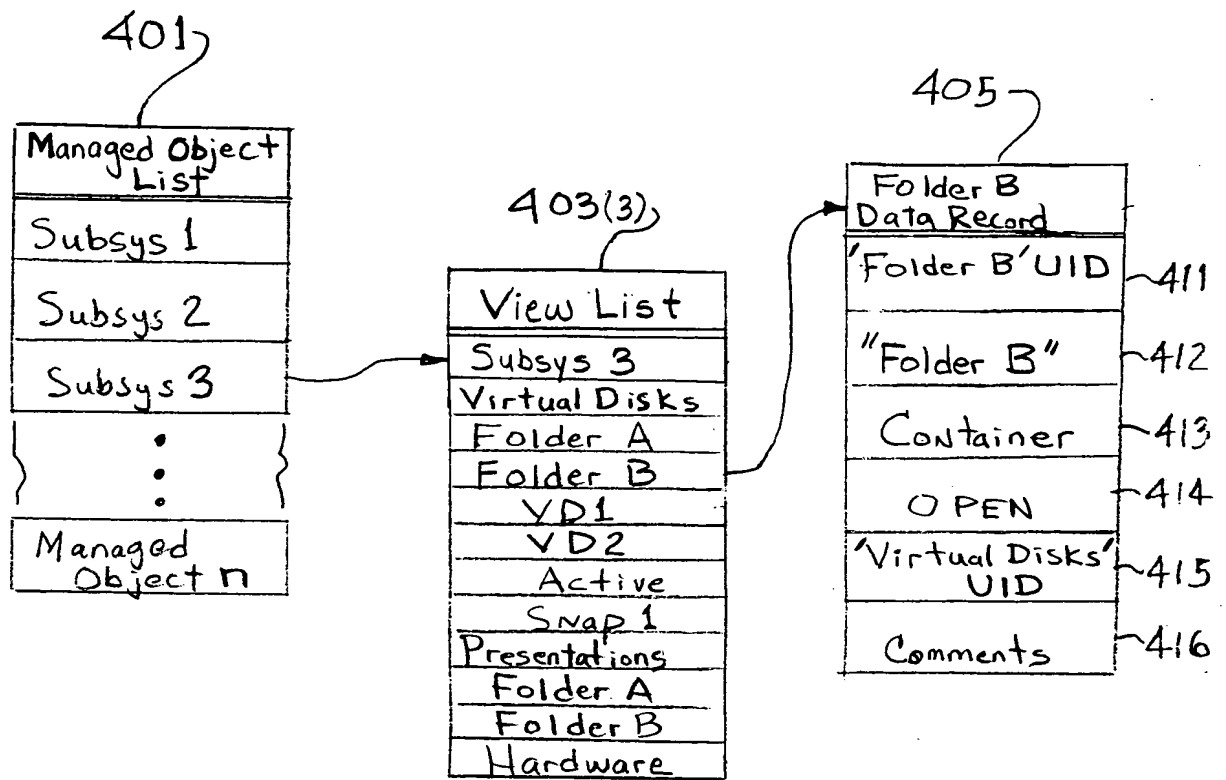 401
Managed Object
List
Subsys 1
Subsys 2
Subsys 3
Managed
Object n
403(3)
View List
Subsys 3
Virtual Disks
Folder A
Folder B
VD1
VD2
Active
Snap 1
Presentations
Folder A
Folder B
Hardware
405
Folder B
Data Record
'Folder B' UID
411
"Folder B"
412
Container
413
OPEN
414
'Virtual Disks'
UID
415
Comments
416